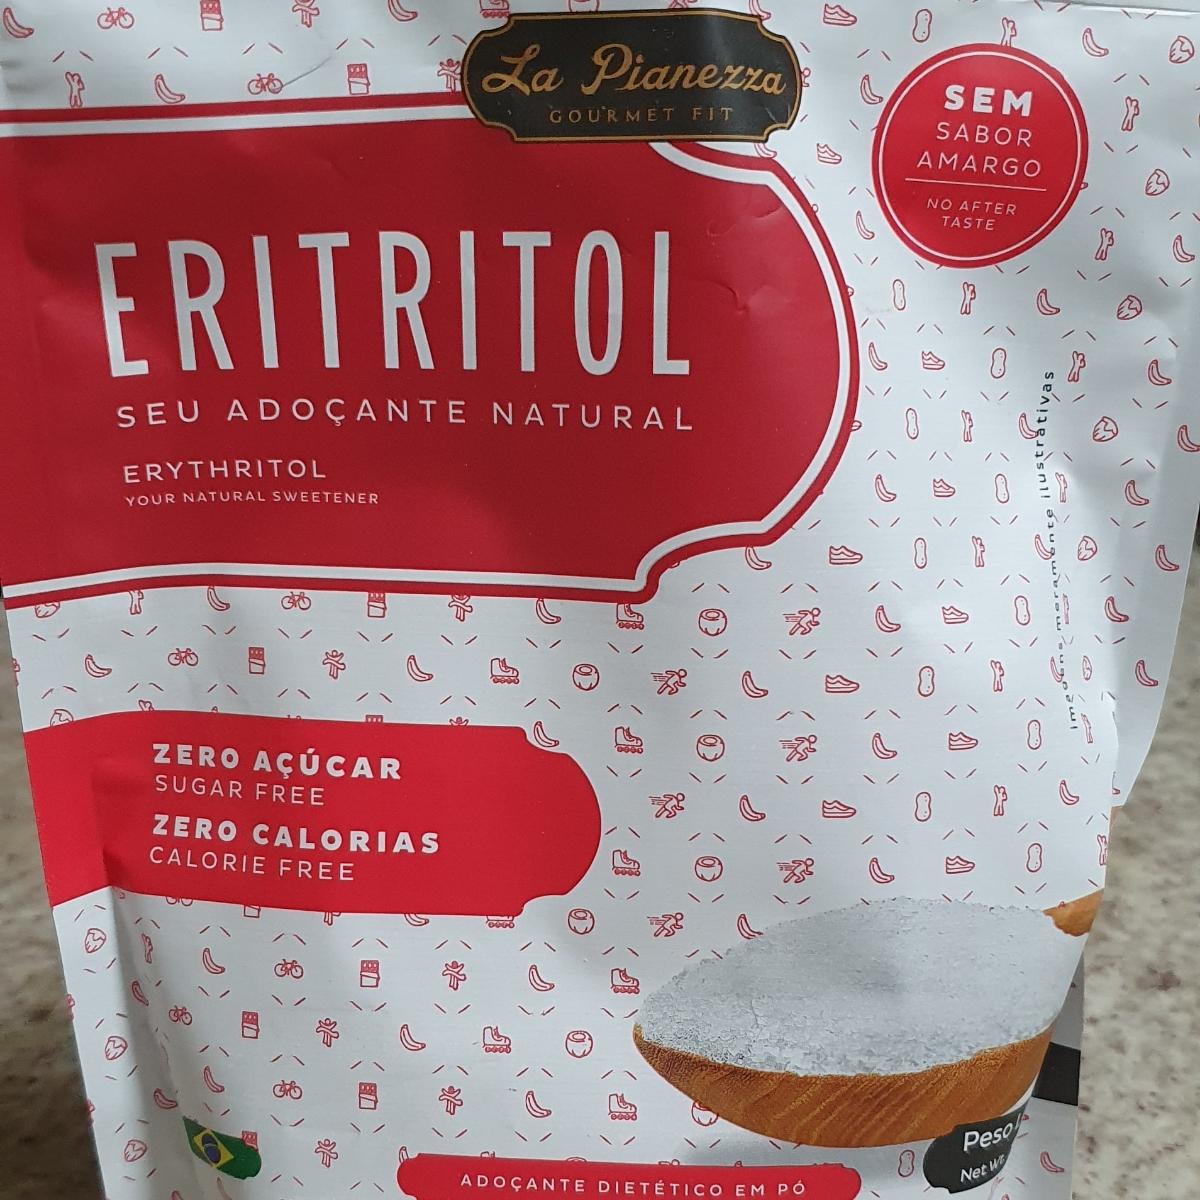 La Pianezza
GOURMET FIT
SEM
SABOR
AMARGO
NO AFTER
TASTE
ERITRITOL
SEU ADOÇANTE NATURAL
ERYTHRITOL
YOUR NATURAL SWEETENER
imagens meramente ilustrativas
ZERO AÇÚCAR
SUGAR FREE
ZERO CALORIAS
CALORIE FREE
Peso
Net Wt
ADOÇANTE DIETÉTICO EM PÓ